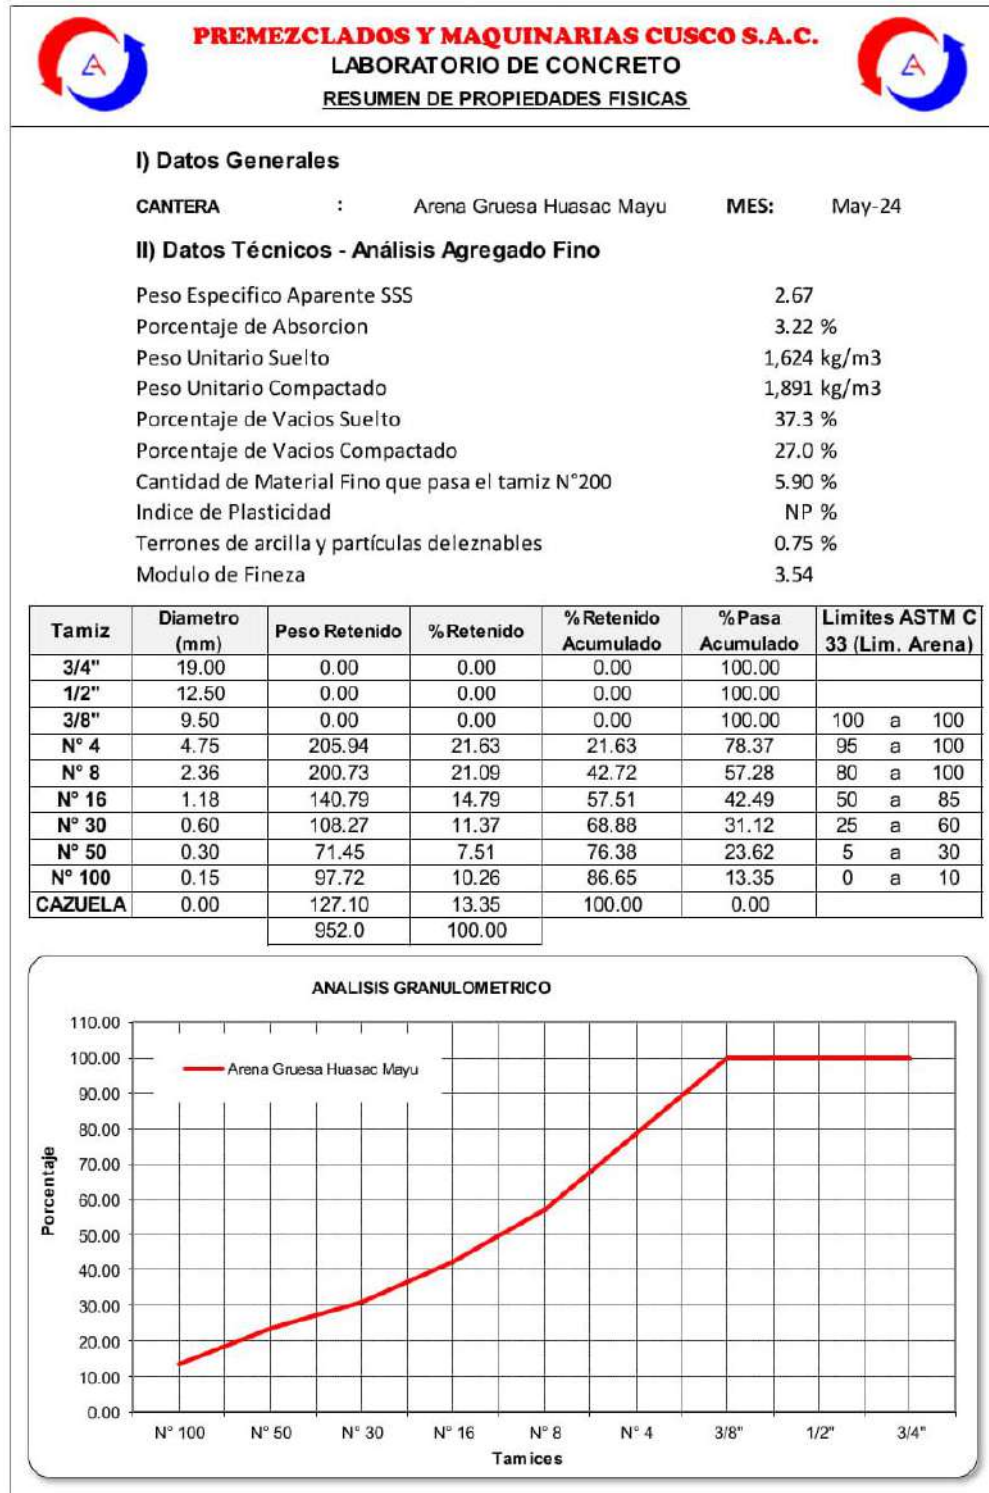 PREMEZCLADOS Y MAQUINARIAS CUSCO S.A.C.
LABORATORIO DE CONCRETO
RESUMEN DE PROPIEDADES FISICAS
I) Datos Generales
CANTERA : Arena Gruesa Huasac Mayu MES: May-24
II) Datos Técnicos - Análisis Agregado Fino
Peso Especifico Aparente SSS 2.67
Porcentaje de Absorcion 3.22 %
Peso Unitario Suelto 1,624 kg/m3
Peso Unitario Compactado 1,891 kg/m3
Porcentaje de Vacios Suelto 37.3 %
Porcentaje de Vacios Compactado 27.0 %
Cantidad de Material Fino que pasa el tamiz N°200 5.90 %
Indice de Plasticidad NP %
Terrones de arcilla y partículas deleznables 0.75 %
Modulo de Fineza 3.54
Tamiz Diametro (mm) Peso Retenido %Retenido %Retenido Acumulado %Pasa Acumulado Limites ASTM C 33 (Lim. Arena)
3/4" 19.00 0.00 0.00 0.00 100.00
1/2" 12.50 0.00 0.00 0.00 100.00
3/8" 9.50 0.00 0.00 0.00 100.00 100 a 100
N° 4 4.75 205.94 21.63 21.63 78.37 95 a 100
N° 8 2.36 200.73 21.09 42.72 57.28 80 a 100
N° 16 1.18 140.79 14.79 57.51 42.49 50 a 85
N° 30 0.60 108.27 11.37 68.88 31.12 25 a 60
N° 50 0.30 71.45 7.51 76.38 23.62 5 a 30
N° 100 0.15 97.72 10.26 86.65 13.35 0 a 10
CAZUELA 0.00 127.10 13.35 100.00 0.00
952.0 100.00
ANALISIS GRANULOMETRICO
Arena Gruesa Huasac Mayu
Porcentaje
110.00
100.00
90.00
80.00
70.00
60.00
50.00
40.00
30.00
20.00
10.00
0.00
N° 100 N° 50 N° 30 N° 16 N° 8 N° 4 3/8" 1/2" 3/4"
Tamices